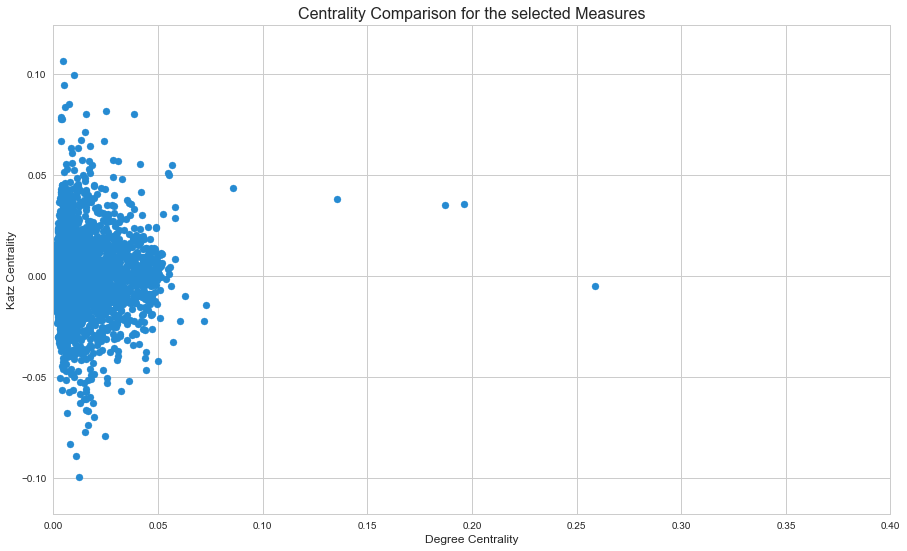 Centrality Comparison for the selected Measures
Katz Centrality
0.10
0.05
0.00
−0.05
−0.10
0.00 0.05 0.10 0.15 0.20 0.25 0.30 0.35 0.40
Degree Centrality